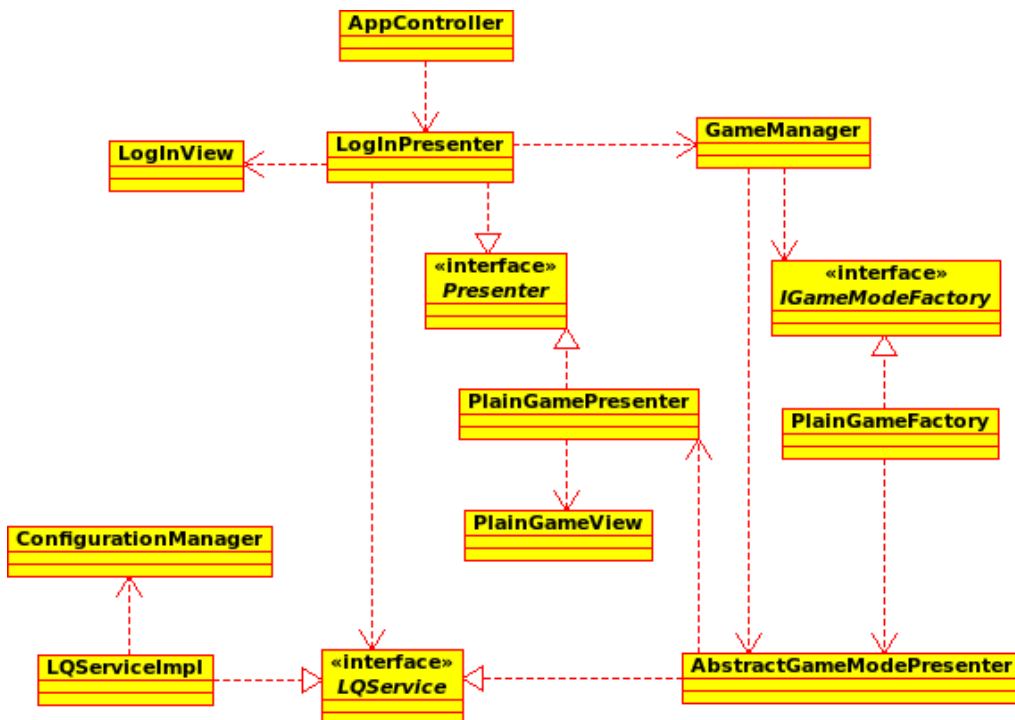 AppController
LogInView
LogInPresenter
GameManager
«interface»
Presenter
«interface»
IGameModeFactory
PlainGamePresenter
PlainGameFactory
PlainGameView
ConfigurationManager
LQServiceImpl
«interface»
LQService
AbstractGameModePresenter